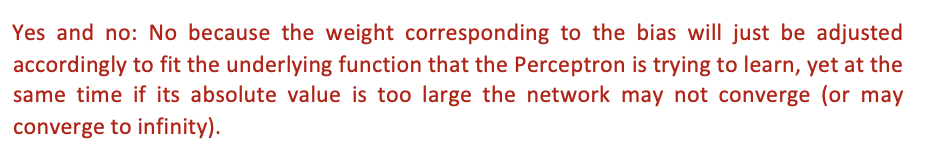 Yes and no: No because the weight corresponding to the bias will just be adjusted
accordingly to fit the underlying function that the Perceptron is trying to learn, yet at the
same time if its absolute value is too large the network may not converge (or may
converge to infinity).